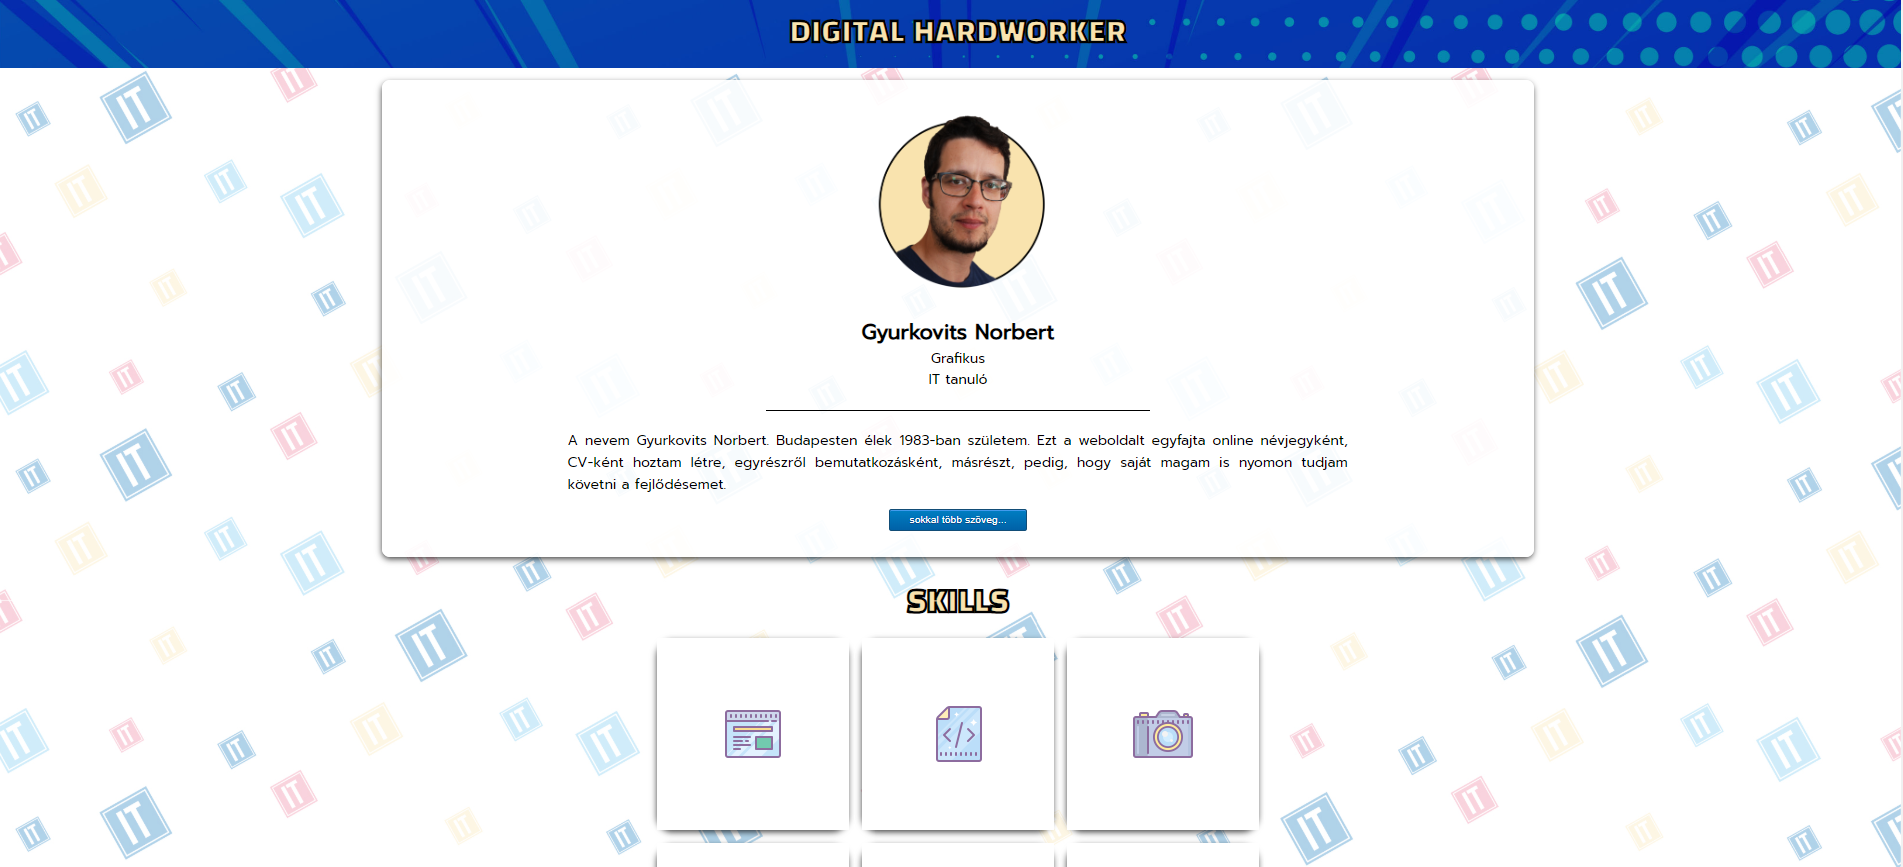 DIGITAL HARDWORKER
Gyurkovits Norbert
Grafikus
IT tanuló
A nevem Gyurkovits Norbert. Budapesten élek 1983-ban születem. Ezt a weboldalt egyfajta online névjegyként,
CV-ként hoztam létre, egyrészről bemutatkozásként, másrészt, pedig, hogy saját magam is nyomon tudjam
követni a fejlődésemet.
sokkal több szöveg...
SKILLS